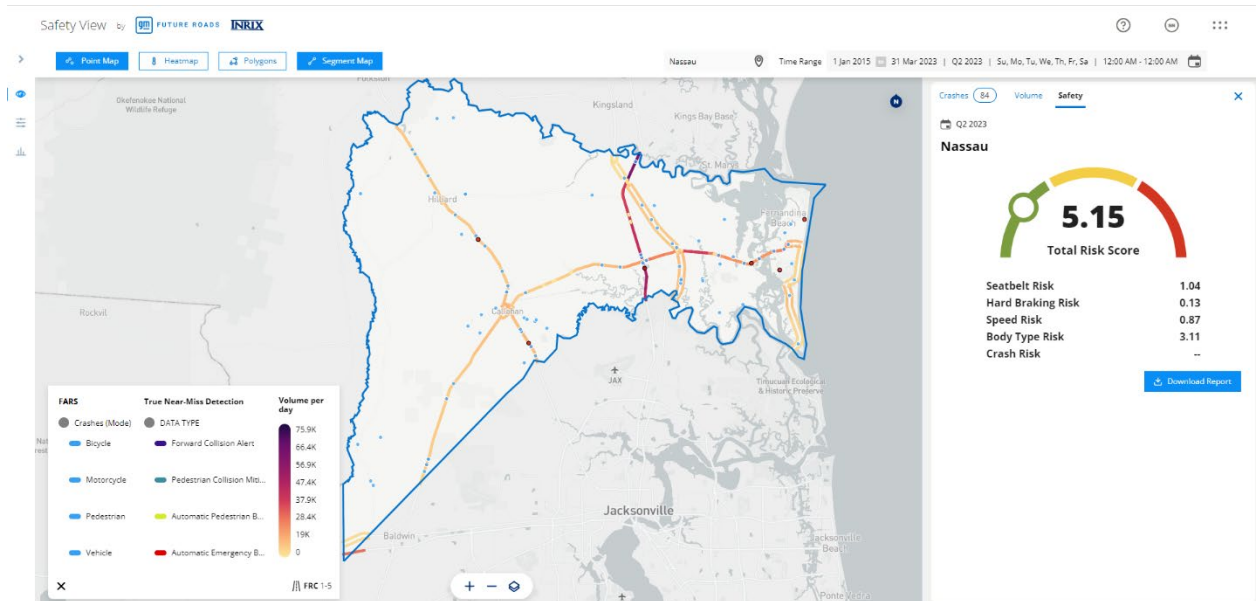 Safety View by gm FUTURE ROADS INRIX
Point Map Heatmap Polygons Segment Map
Nassau Time Range 1 Jan 2015 31 Mar 2023 | Q2 2023 | Su, Mo, Tu, We, Th, Fr, Sa | 12:00 AM - 12:00 AM
Crashes 84 Volume Safety
Q2 2023
Nassau
5.15
Total Risk Score
Seatbelt Risk 1.04
Hard Braking Risk 0.13
Speed Risk 0.87
Body Type Risk 3.11
Crash Risk --
Download Report
Okefenokee National
Wildlife Refuge
Kingsland
Kings Bay Base
St. Marys
N
Hilliard
Fernandina
Beach
Callahan
JAX
Timucuan Ecological
& Historic Preserve
Jacksonville
Jacksonville
Beach
Ponte Vedra
Baldwin
FARS True Near-Miss Detection Volume per
day
Crashes (Mode) DATA TYPE
Bicycle Forward Collision Alert
Motorcycle Pedestrian Collision Miti...
Pedestrian Automatic Pedestrian B...
Vehicle Automatic Emergency B...
75.9K
66.4K
56.9K
47.4K
37.9K
28.4K
19K
0
FRC 1-5